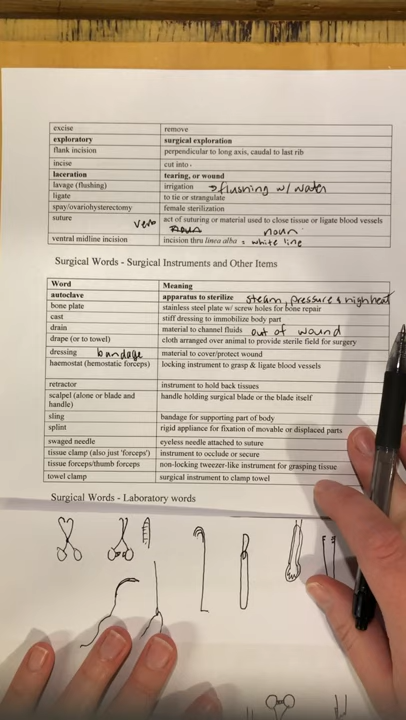 excise remove
exploratory surgical exploration
flank incision perpendicular to long axis, caudal to last rib
incise cut into
laceration tearing, or wound
lavage (flushing) irrigation → flushing w/ water
ligate to tie or strangulate
spay/ovariohysterectomy female sterilization
suture verb act of suturing or material used to close tissue or ligate blood vessels
noun
ventral midline incision incision thru linea alba = white line
Surgical Words - Surgical Instruments and Other Items
Word Meaning
autoclave apparatus to sterilize steam, pressure & high heat
bone plate stainless steel plate w/ screw holes for bone repair
cast stiff dressing to immobilize body part
drain material to channel fluids out of wound
drape (or to towel) cloth arranged over animal to provide sterile field for surgery
dressing bandage material to cover/protect wound
haemostat (hemostatic forceps) locking instrument to grasp & ligate blood vessels
retractor instrument to hold back tissues
scalpel (alone or blade and handle) handle holding surgical blade or the blade itself
sling bandage for supporting part of body
splint rigid appliance for fixation of movable or displaced parts
swaged needle eyeless needle attached to suture
tissue clamp (also just 'forceps') instrument to occlude or secure
tissue forceps/thumb forceps non-locking tweezer-like instrument for grasping tissue
towel clamp surgical instrument to clamp towel
Surgical Words - Laboratory words